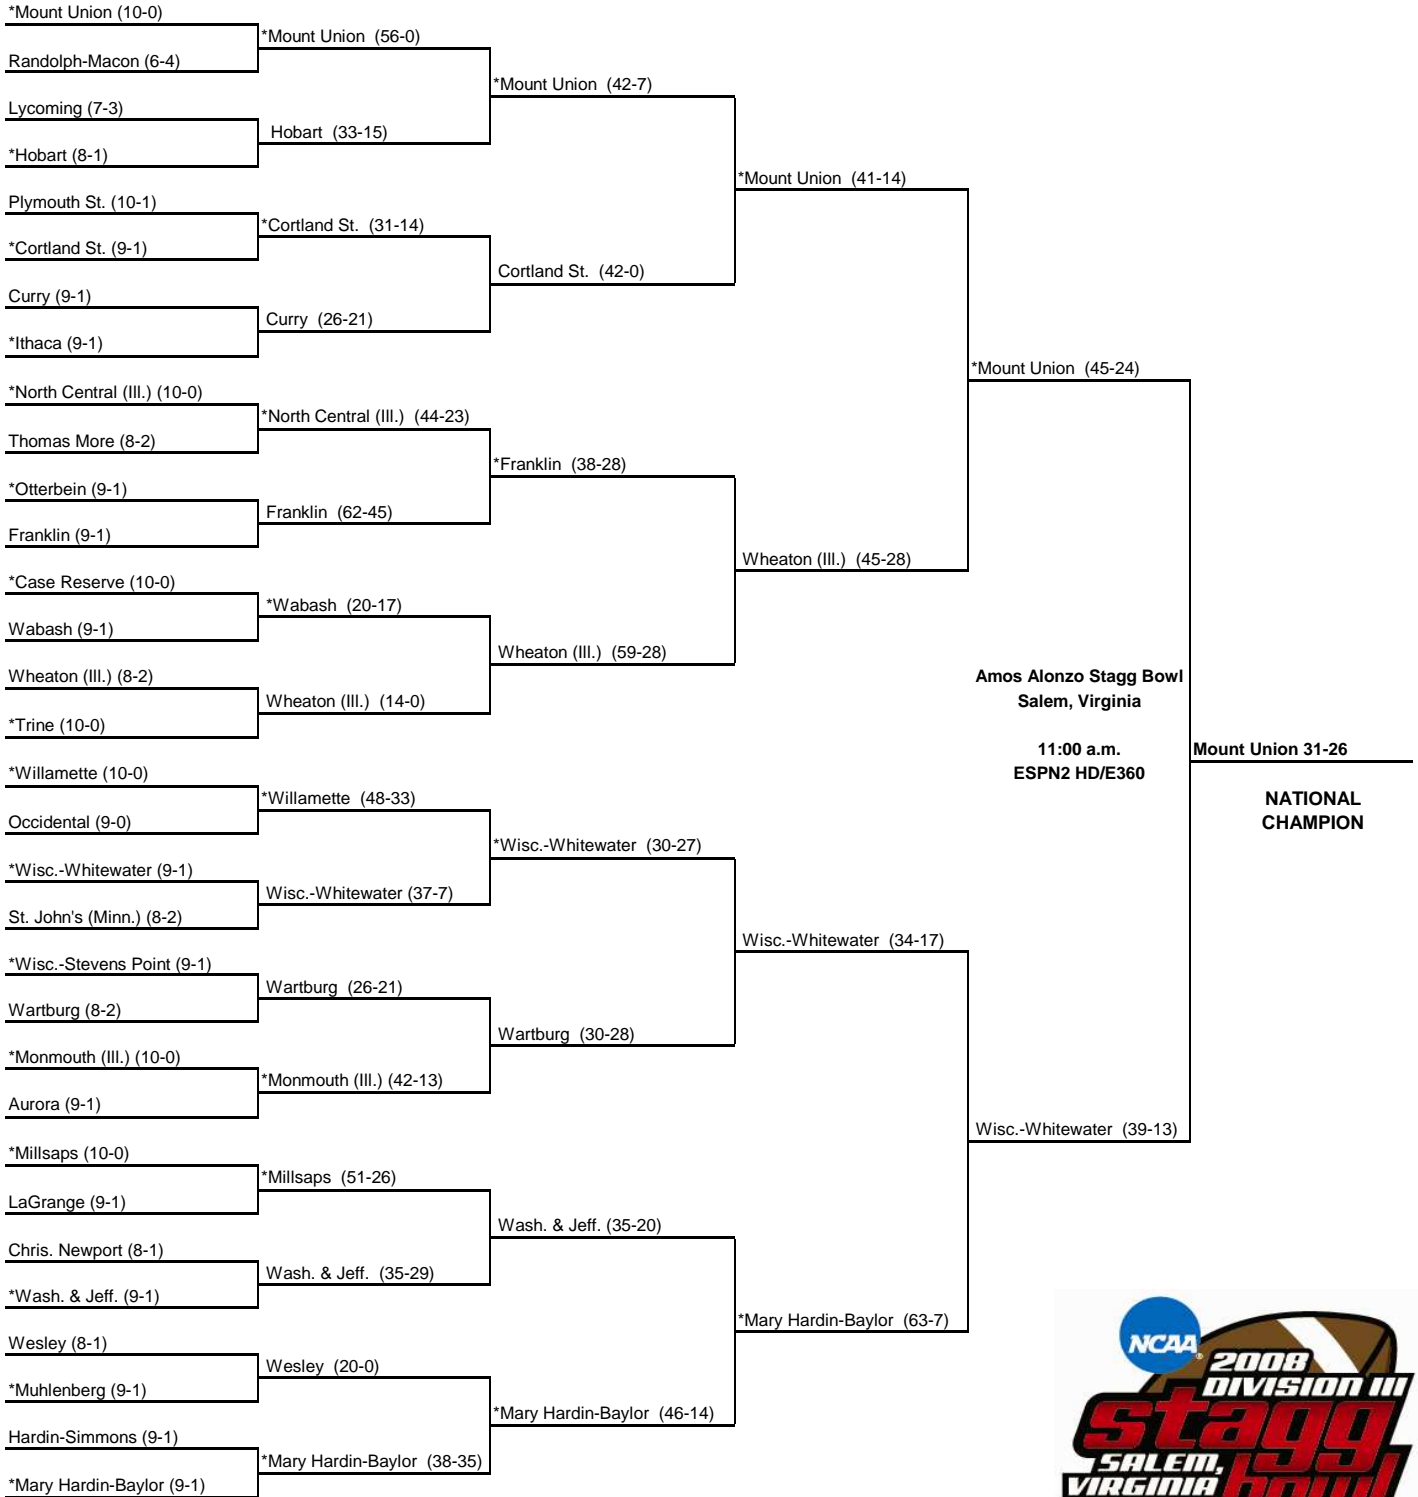 *Mount Union (10-0)
Randolph-Macon (6-4)
Lycoming (7-3)
*Hobart (8-1)
Plymouth St. (10-1)
*Cortland St. (9-1)
Curry (9-1)
*Ithaca (9-1)
*North Central (Ill.) (10-0)
Thomas More (8-2)
*Otterbein (9-1)
Franklin (9-1)
*Case Reserve (10-0)
Wabash (9-1)
Wheaton (Ill.) (8-2)
*Trine (10-0)
*Willamette (10-0)
Occidental (9-0)
*Wisc.-Whitewater (9-1)
St. John's (Minn.) (8-2)
*Wisc.-Stevens Point (9-1)
Wartburg (8-2)
*Monmouth (Ill.) (10-0)
Aurora (9-1)
*Millsaps (10-0)
LaGrange (9-1)
Chris. Newport (8-1)
*Wash. & Jeff. (9-1)
Wesley (8-1)
*Muhlenberg (9-1)
Hardin-Simmons (9-1)
*Mary Hardin-Baylor (9-1)
*Mount Union (56-0)
Hobart (33-15)
*Cortland St. (31-14)
Curry (26-21)
*North Central (Ill.) (44-23)
Franklin (62-45)
*Wabash (20-17)
Wheaton (Ill.) (14-0)
*Willamette (48-33)
Wisc.-Whitewater (37-7)
Wartburg (26-21)
*Monmouth (Ill.) (42-13)
*Millsaps (51-26)
Wash. & Jeff. (35-29)
Wesley (20-0)
*Mary Hardin-Baylor (38-35)
*Mount Union (42-7)
Cortland St. (42-0)
*Franklin (38-28)
Wheaton (Ill.) (59-28)
*Wisc.-Whitewater (30-27)
Wartburg (30-28)
Wash. & Jeff. (35-20)
*Mary Hardin-Baylor (46-14)
*Mount Union (41-14)
Wheaton (Ill.) (45-28)
Wisc.-Whitewater (34-17)
*Mary Hardin-Baylor (63-7)
*Mount Union (45-24)
Wisc.-Whitewater (39-13)
Amos Alonzo Stagg Bowl
Salem, Virginia
11:00 a.m.
ESPN2 HD/E360
Mount Union 31-26
NATIONAL
CHAMPION
NCAA
2008
DIVISION III
stagg
SALEM,
VIRGINIA bowl